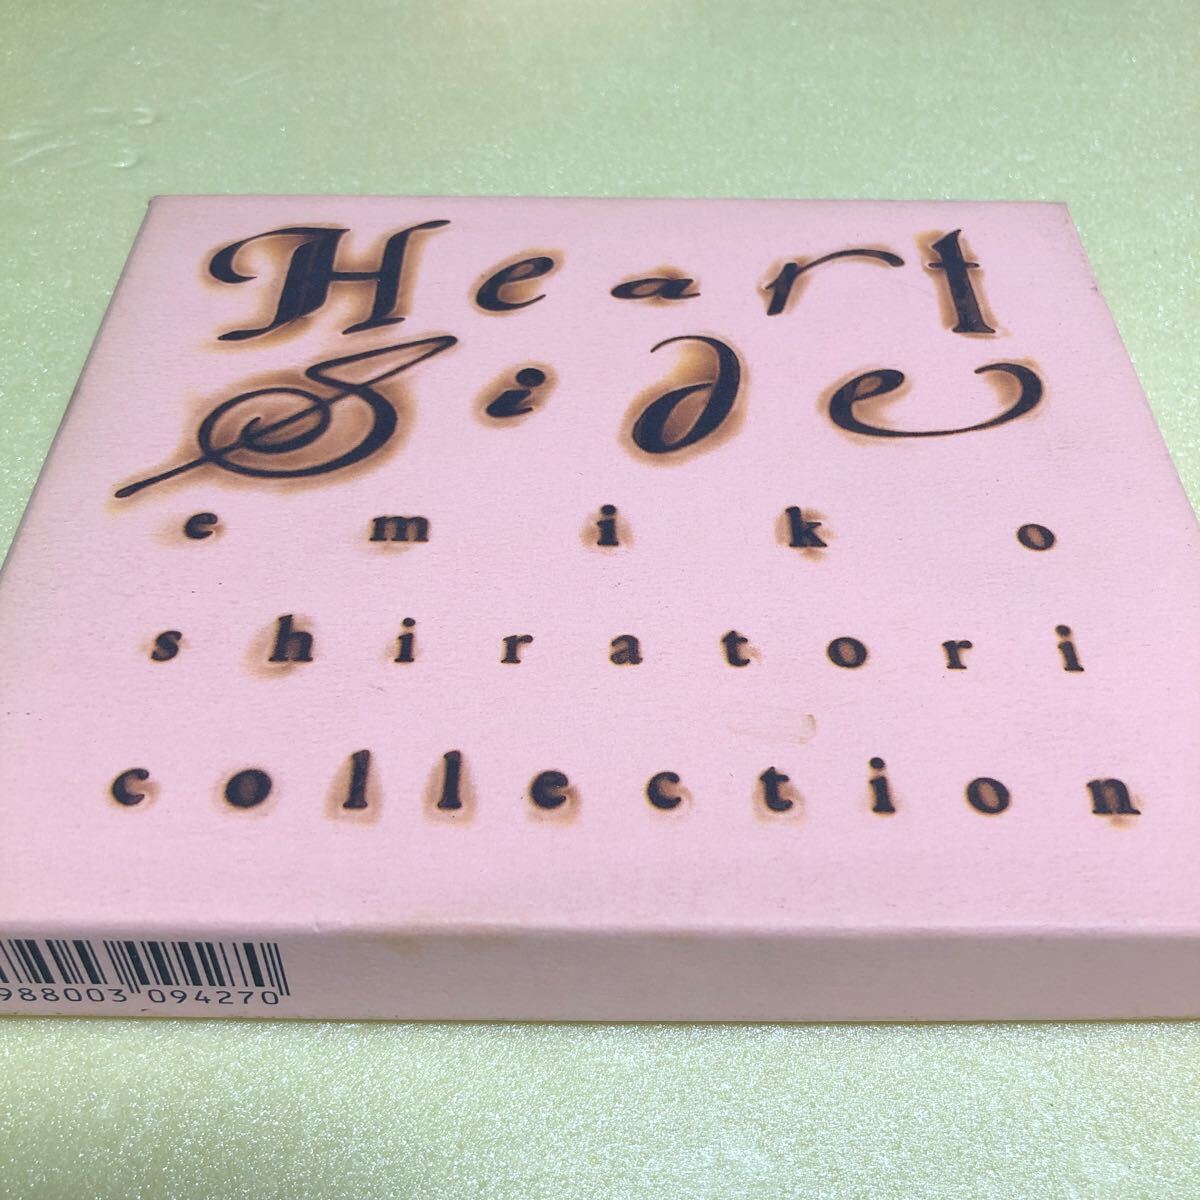 Heart
Side
emiko
shiratori
collection
988003 094270